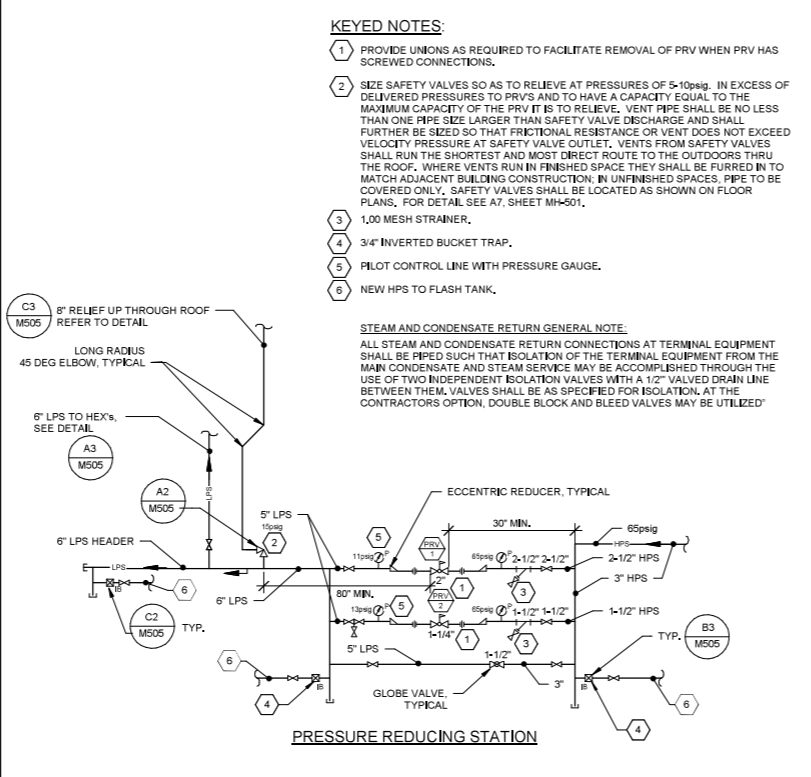 KEYED NOTES:
1 PROVIDE UNIONS AS REQUIRED TO FACILITATE REMOVAL OF PRV WHEN PRV HAS
SCREWED CONNECTIONS.
2 SIZE SAFETY VALVES SO AS TO RELIEVE AT PRESSURES OF 5-10psig. IN EXCESS OF
DELIVERED PRESSURES TO PRV'S AND TO HAVE A CAPACITY EQUAL TO THE
MAXIMUM CAPACITY OF THE PRV IT IS TO RELIEVE. VENT PIPE SHALL BE NO LESS
THAN ONE PIPE SIZE LARGER THAN SAFETY VALVE DISCHARGE AND SHALL
FURTHER BE SIZED SO THAT FRICTIONAL RESISTANCE OR VENT DOES NOT EXCEED
VELOCITY PRESSURE AT SAFETY VALVE OUTLET. VENTS FROM SAFETY VALVES
SHALL RUN THE SHORTEST AND MOST DIRECT ROUTE TO THE OUTDOORS THRU
THE ROOF. WHERE VENTS RUN IN FINISHED SPACE THEY SHALL BE FURRED IN TO
MATCH ADJACENT BUILDING CONSTRUCTION; IN UNFINISHED SPACES, PIPE TO BE
COVERED ONLY. SAFETY VALVES SHALL BE LOCATED AS SHOWN ON FLOOR
PLANS. FOR DETAIL SEE A7, SHEET MH-501.
3 1.00 MESH STRAINER.
4 3/4" INVERTED BUCKET TRAP.
5 PILOT CONTROL LINE WITH PRESSURE GAUGE.
6 NEW HPS TO FLASH TANK.
STEAM AND CONDENSATE RETURN GENERAL NOTE:
ALL STEAM AND CONDENSATE RETURN CONNECTIONS AT TERMINAL EQUIPMENT
SHALL BE PIPED SUCH THAT ISOLATION OF THE TERMINAL EQUIPMENT FROM THE
MAIN CONDENSATE AND STEAM SERVICE MAY BE ACCOMPLISHED THROUGH THE
USE OF TWO INDEPENDENT ISOLATION VALVES WITH A 1/2"' VALVED DRAIN LINE
BETWEEN THEM. VALVES SHALL BE AS SPECIFIED FOR ISOLATION. AT THE
CONTRACTORS OPTION, DOUBLE BLOCK AND BLEED VALVES MAY BE UTILIZED"
C3
M505
8" RELIEF UP THROUGH ROOF
REFER TO DETAIL
LONG RADIUS
45 DEG ELBOW, TYPICAL
6" LPS TO HEX's,
SEE DETAIL
A3
M505
LPS
A2
M505
15psig
2
5" LPS
6" LPS HEADER
LPS
IB
6
C2
M505
TYP.
6" LPS
80" MIN.
11psig
P
5
PRV
1
ECCENTRIC REDUCER, TYPICAL
30" MIN.
65psig
HPS
65psig
P
2-1/2" 2-1/2"
2-1/2" HPS
3" HPS
2"
1
3
13psig
P
5
PRV
2
65psig
P
1-1/2" 1-1/2"
1-1/2" HPS
1-1/4"
1
3
5" LPS
1-1/2"
3"
GLOBE VALVE,
TYPICAL
6
4
IB
TYP.
B3
M505
IB
6
4
PRESSURE REDUCING STATION